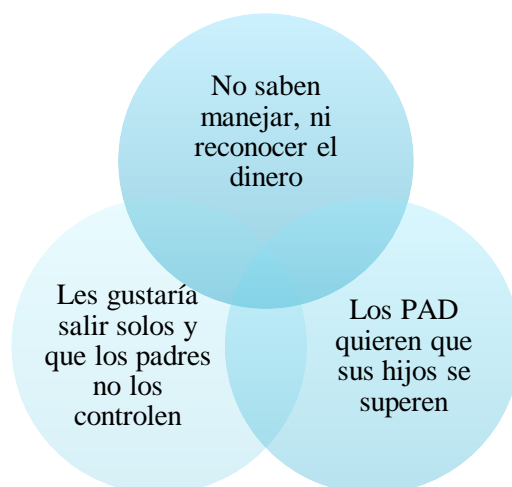 No saben
manejar, ni
reconocer el
dinero
Les gustaría
salir solos y
que los padres
no los
controlen
Los PAD
quieren que
sus hijos se
superen